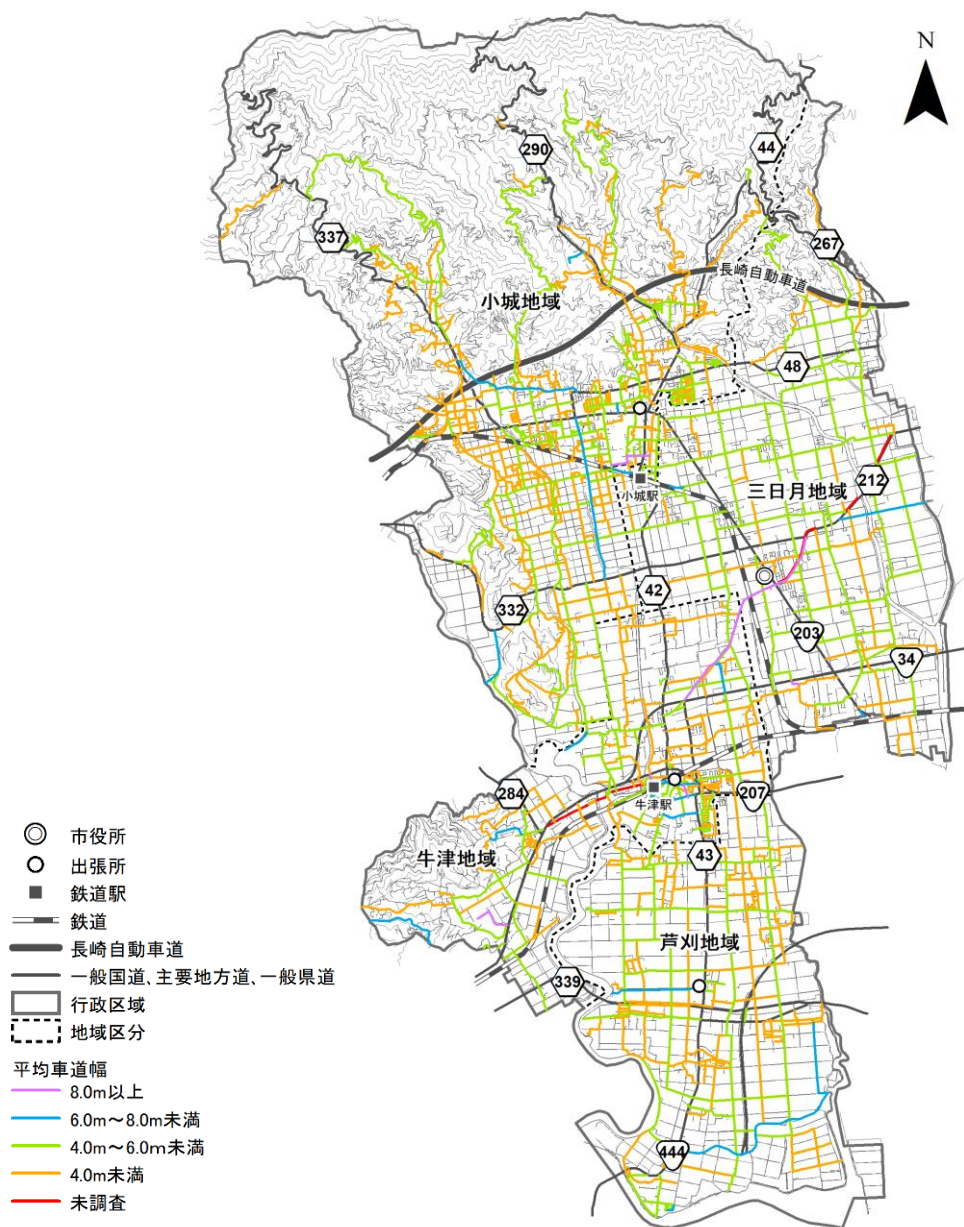 N
290
44
337
267
長崎自動車道
小城地域
48
212
小城駅
三日月地域
42
332
203
34
284
牛津駅
207
牛津地域
43
芦刈地域
339
444
市役所
出張所
鉄道駅
鉄道
長崎自動車道
一般国道、主要地方道、一般県道
行政区域
地域区分
平均車道幅
8.0m以上
6.0m～8.0m未満
4.0m～6.0m未満
4.0m未満
未調査